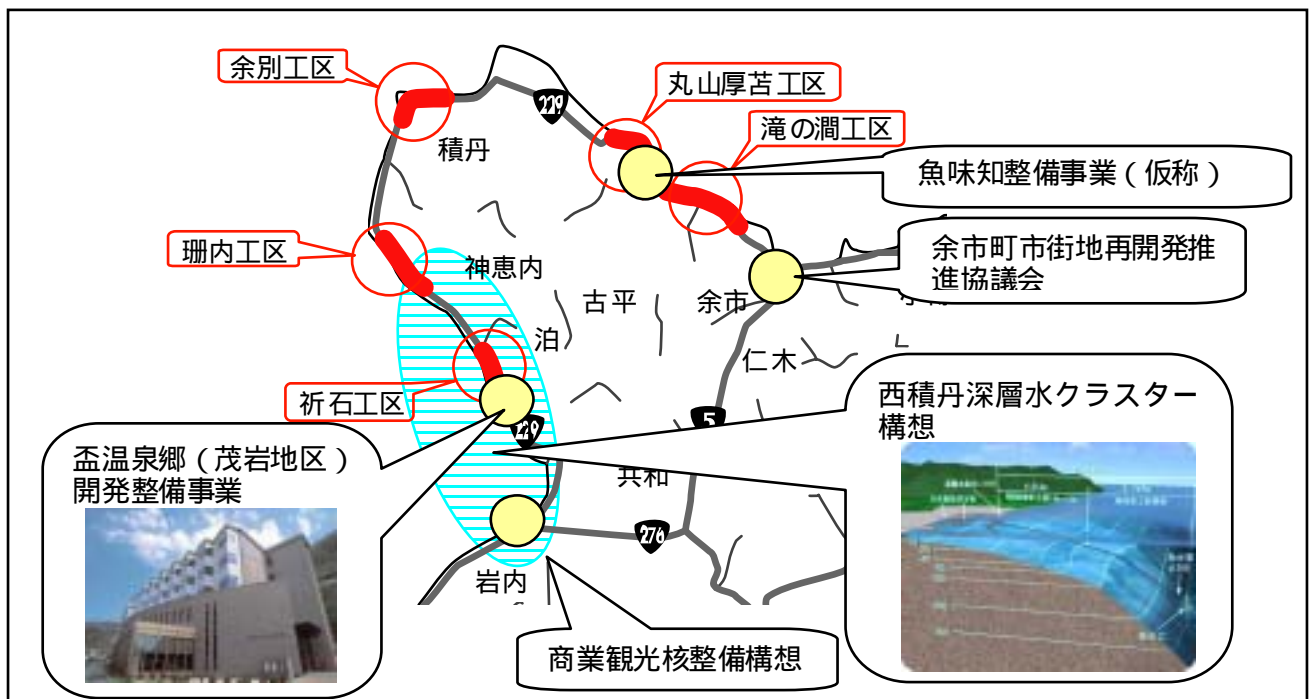 余別工区
丸山厚苫工区
229
滝の澗工区
積丹
魚味知整備事業（仮称）
珊内工区
神恵内
余市町市街地再開発推
進協議会
古平
余市
泊
仁木
祈石工区
5
西積丹深層水クラスター
構想
229
盃温泉郷（茂岩地区）
開発整備事業
共和
276
岩内
商業観光核整備構想